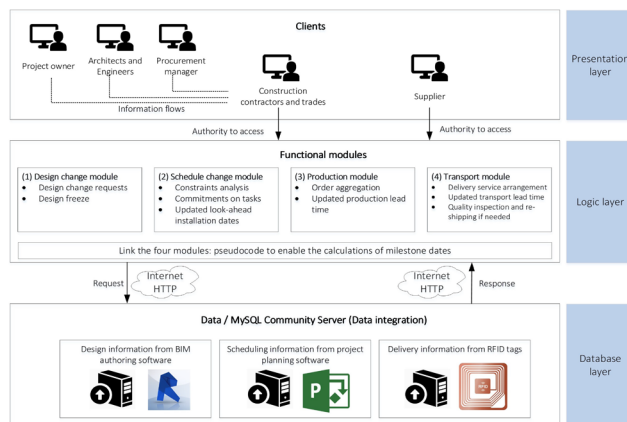 Clients
Presentation
layer
Project owner
Architects and
Engineers
Procurement
manager
Construction
contractors and trades
Supplier
Information flows
Authority to access
Authority to access
Functional modules
Logic layer
(1) Design change module
• Design change requests
• Design freeze
(2) Schedule change module
• Constraints analysis
• Commitments on tasks
• Updated look-ahead
installation dates
(3) Production module
• Order aggregation
• Updated production lead
time
(4) Transport module
• Delivery service arrangement
• Updated transport lead time
• Quality inspection and re-
shipping if needed
Link the four modules: pseudocode to enable the calculations of milestone dates
Request
Internet
HTTP
Internet
HTTP
Response
Data / MySQL Community Server (Data integration)
Database
layer
Design information from BIM
authoring software
Scheduling information from project
planning software
Delivery information from RFID tags
R
P
RFID